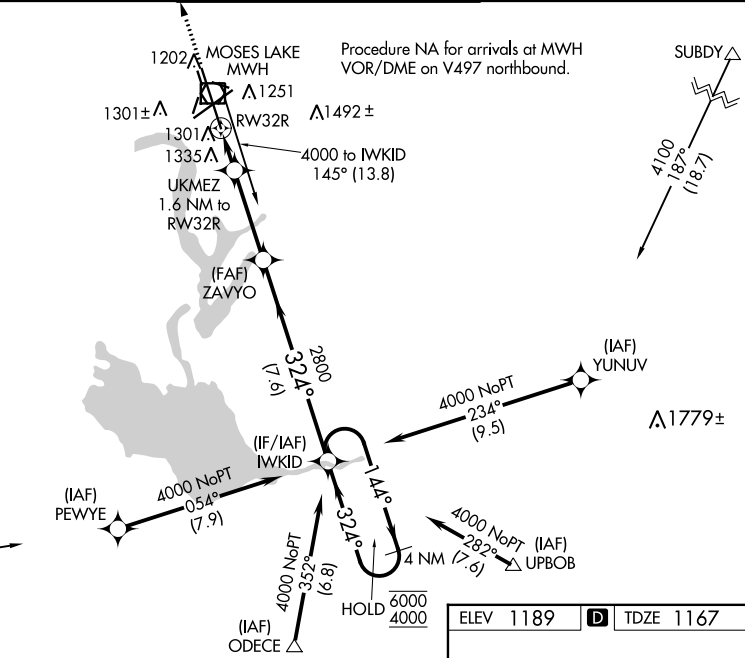 1202
MOSES LAKE
MWH
Procedure NA for arrivals at MWH
VOR/DME on V497 northbound.
SUBDY
1251
1301±
1492±
RW32R
1301
1335
4000 to IWKID
145° (13.8)
4100
187°
(18.7)
UKMEZ
1.6 NM to
RW32R
(FAF)
ZAVYO
2800
324°
(7.6)
(IAF)
YUNUV
4000 NoPT
234°
(9.5)
1779±
(IF/IAF)
IWKID
(IAF)
PEWYE
4000 NoPT
054°
(7.9)
144°
324°
4000 NoPT
352°
(6.8)
4 NM
4000 NoPT
282°
(7.6)
(IAF)
UPBOB
HOLD
6000
4000
(IAF)
ODECE
ELEV 1189
D
TDZE 1167